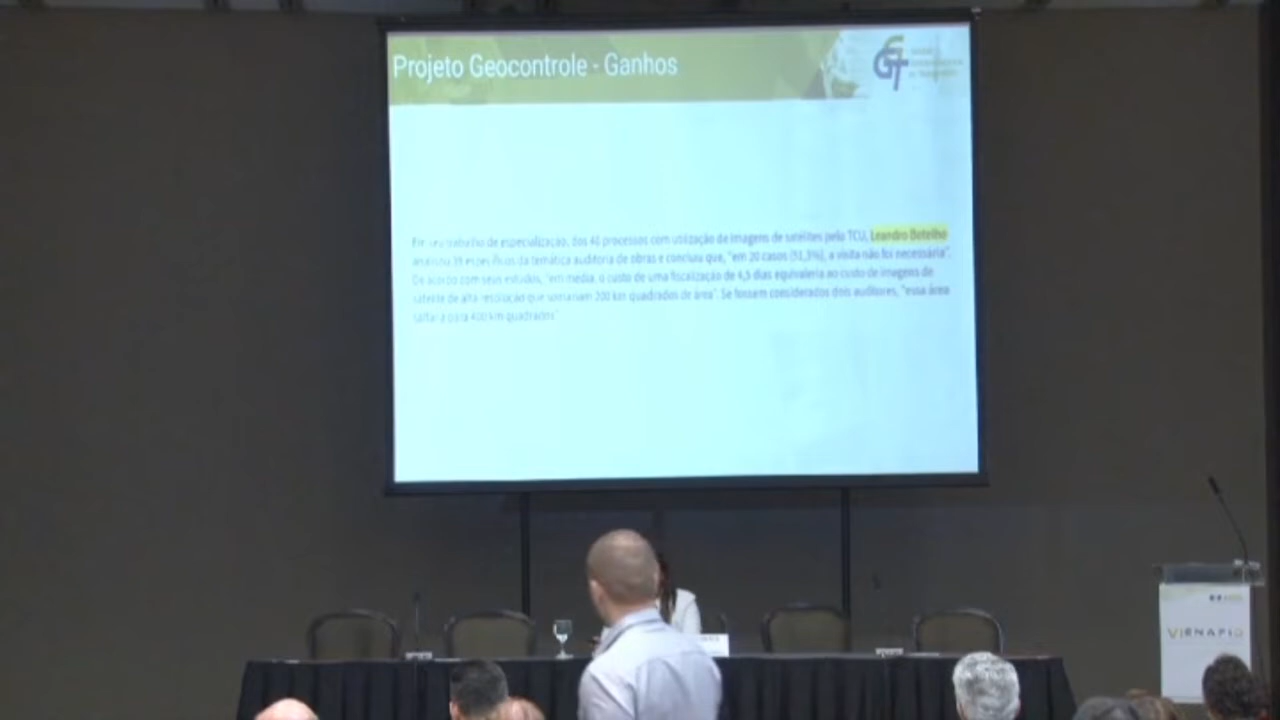 Projeto Geocontrole - Ganhos
GT
Em seu trabalho de especialização, dos 40 processos com utilização de imagens de satélites pelo TCU, Leandro Botelho
analisou 39 específicos da temática auditoria de obras e concluiu que, "em 20 casos (51,3%), a visita não foi necessária".
De acordo com seus estudos, "em média, o custo de uma fiscalização de 4,5 dias equivaleria ao custo de imagens de
satélite de alta resolução que somariam 200 km quadrados de área". Se fossem considerados dois auditores, "essa área
saltaria para 400 km quadrados"
VI ENAPIO